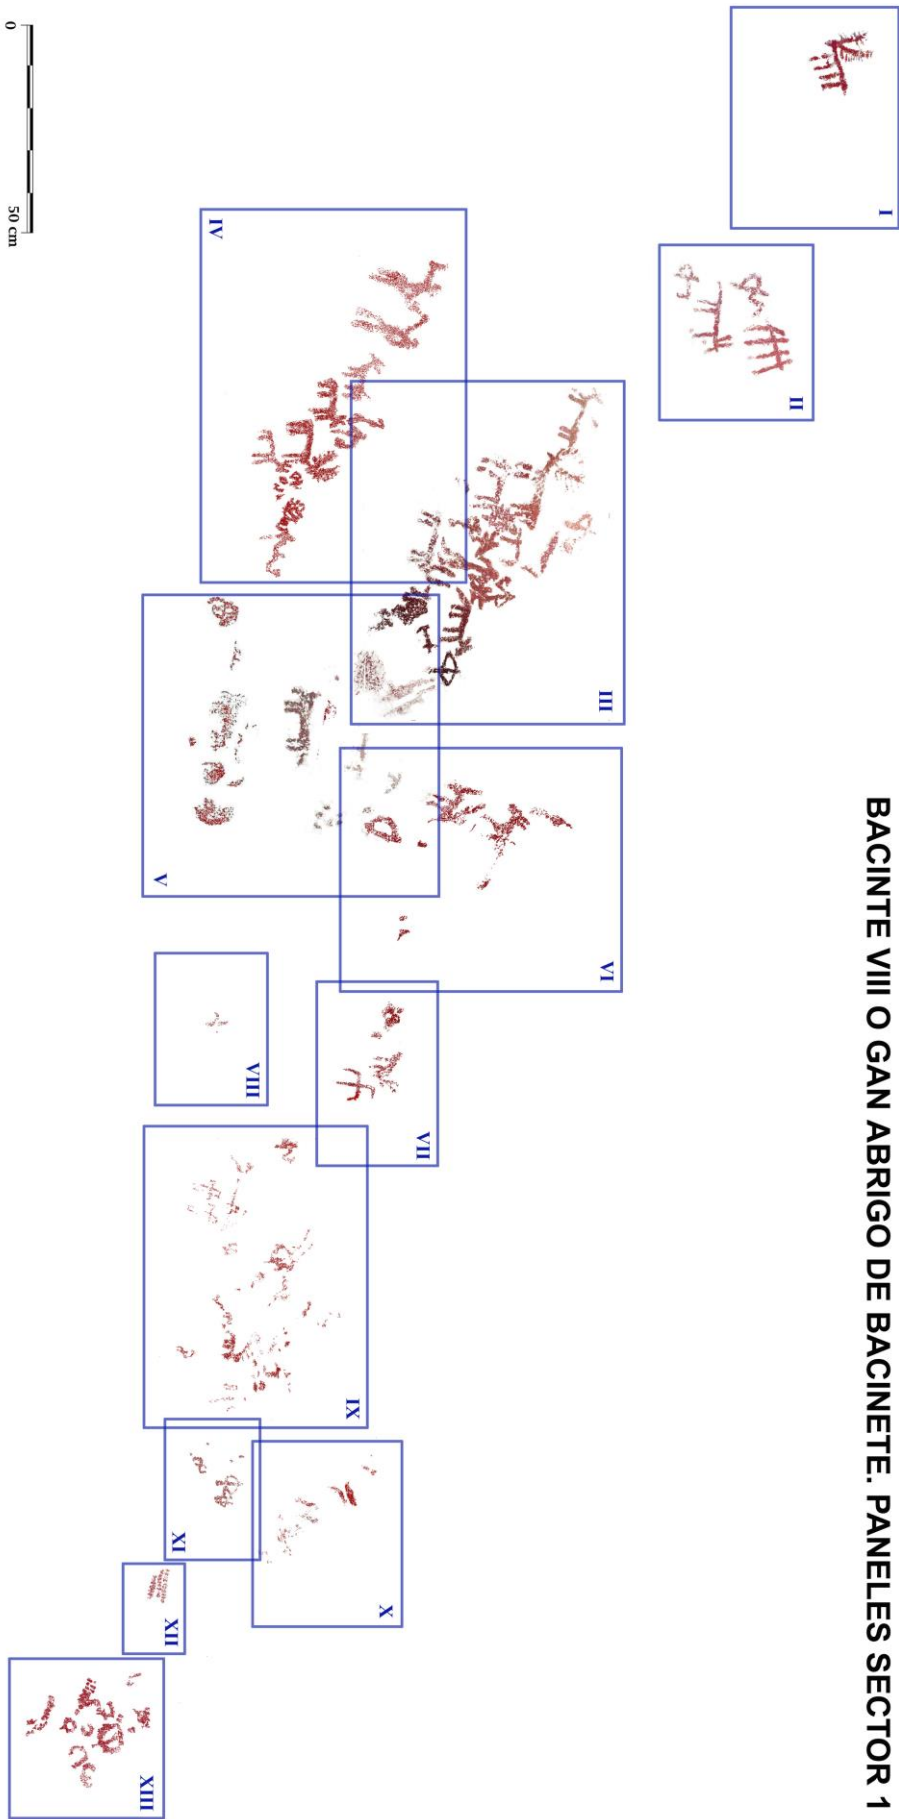 BACINTE VIII O GAN ABRIGO DE BACINETE. PANELES SECTOR 1
I
II
III
IV
V
VI
VII
VIII
IX
X
XI
XII
XIII
0
50 cm